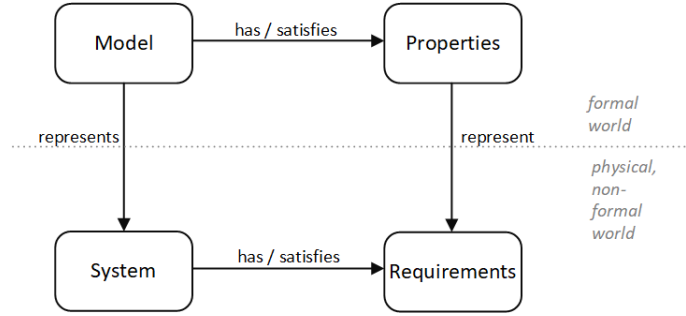 Model
has / satisfies
Properties
formal
world
represents
represent
physical,
non-
formal
world
System
has / satisfies
Requirements